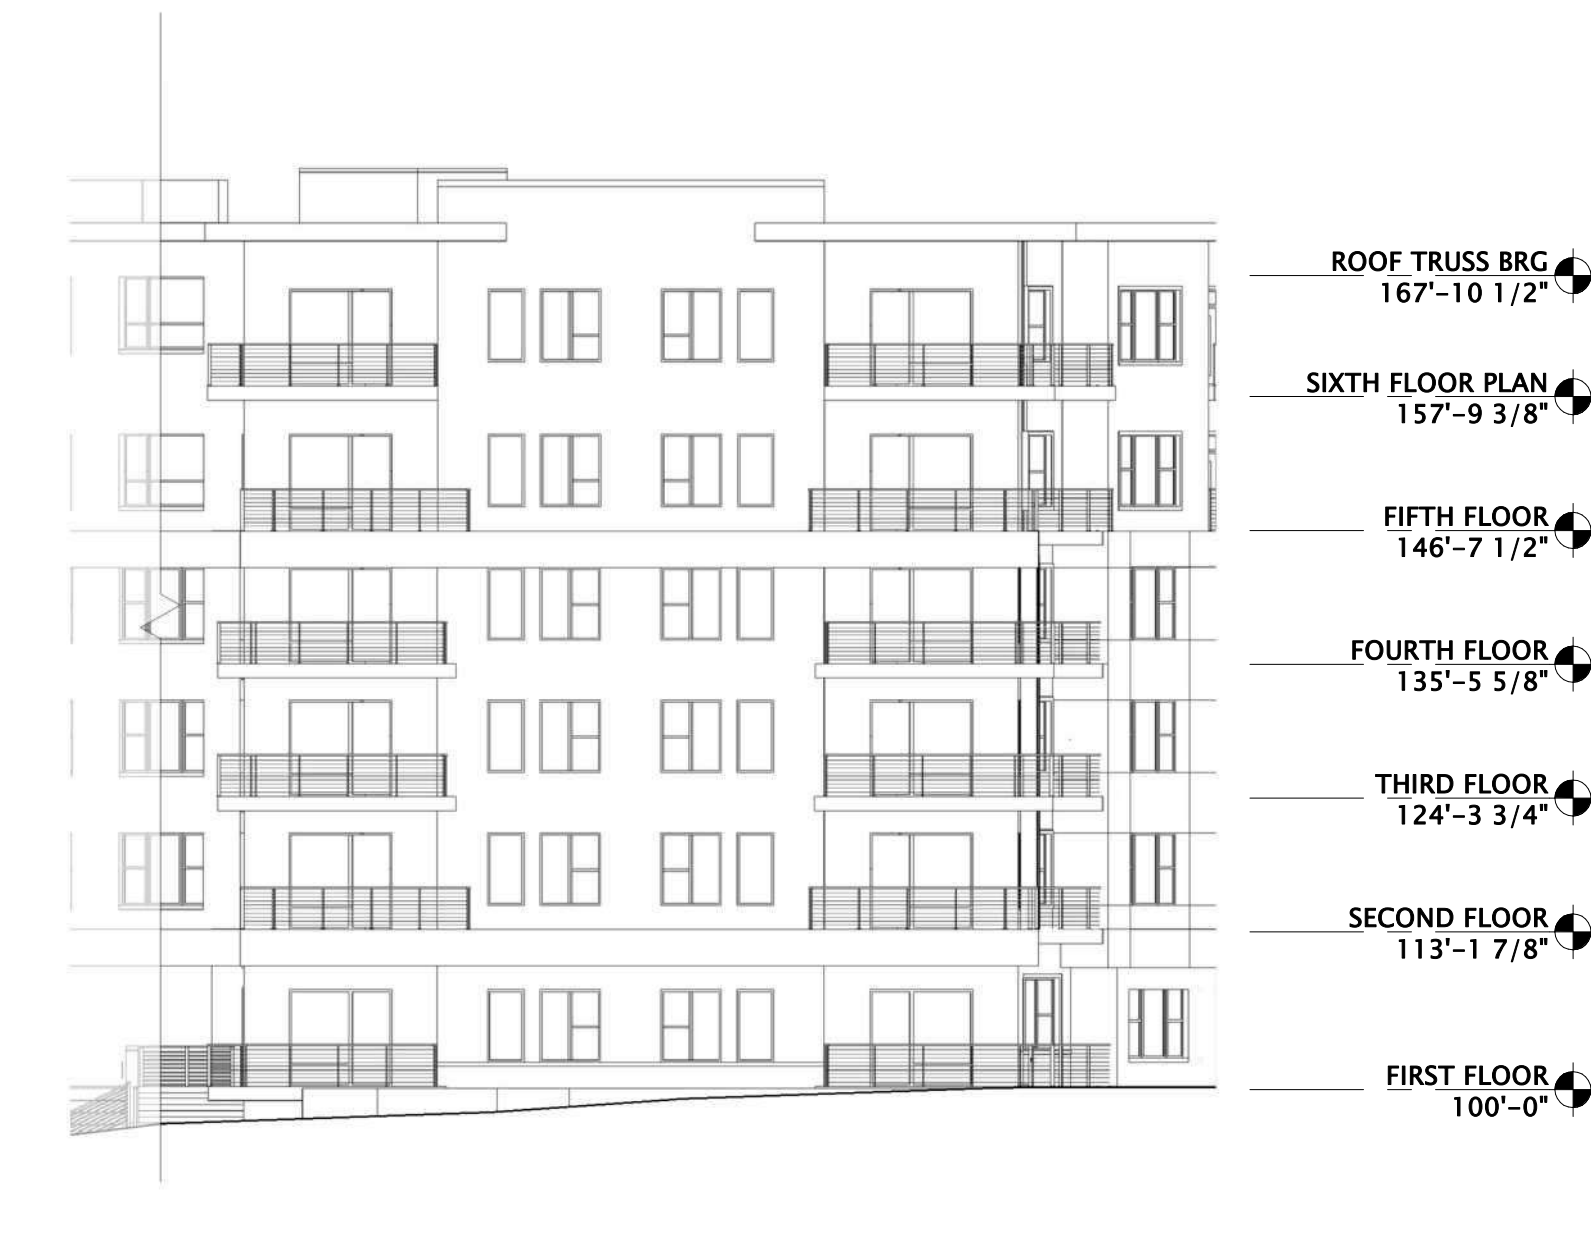 ROOF TRUSS BRG
167'-10 1/2"
SIXTH FLOOR PLAN
157'-9 3/8"
FIFTH FLOOR
146'-7 1/2"
FOURTH FLOOR
135'-5 5/8"
THIRD FLOOR
124'-3 3/4"
SECOND FLOOR
113'-1 7/8"
FIRST FLOOR
100'-0"